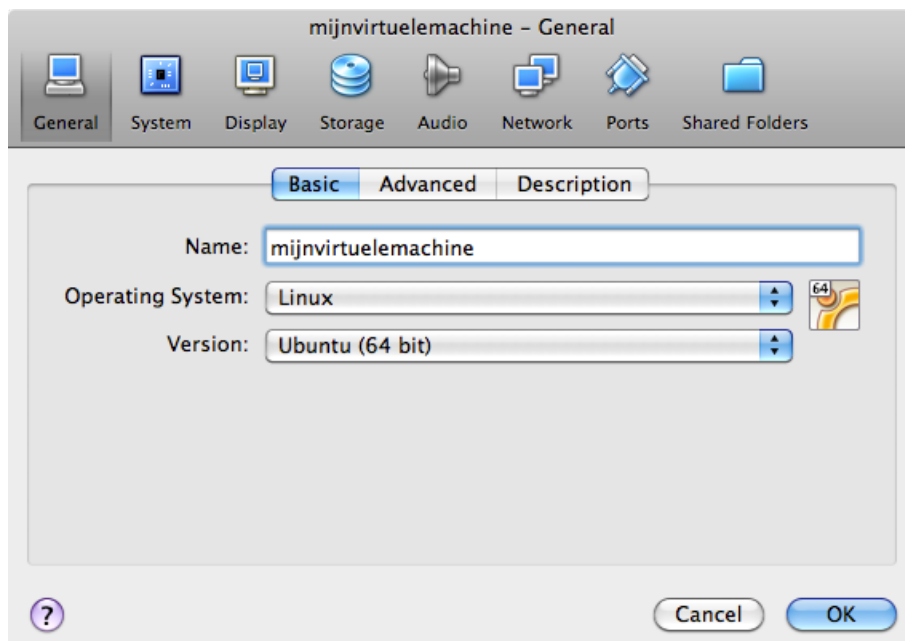 mijnvirtuelemachine – General
General System Display Storage Audio Network Ports Shared Folders
Basic Advanced Description
Name: mijnvirtuelemachine
Operating System: Linux
64
Version: Ubuntu (64 bit)
?
Cancel OK